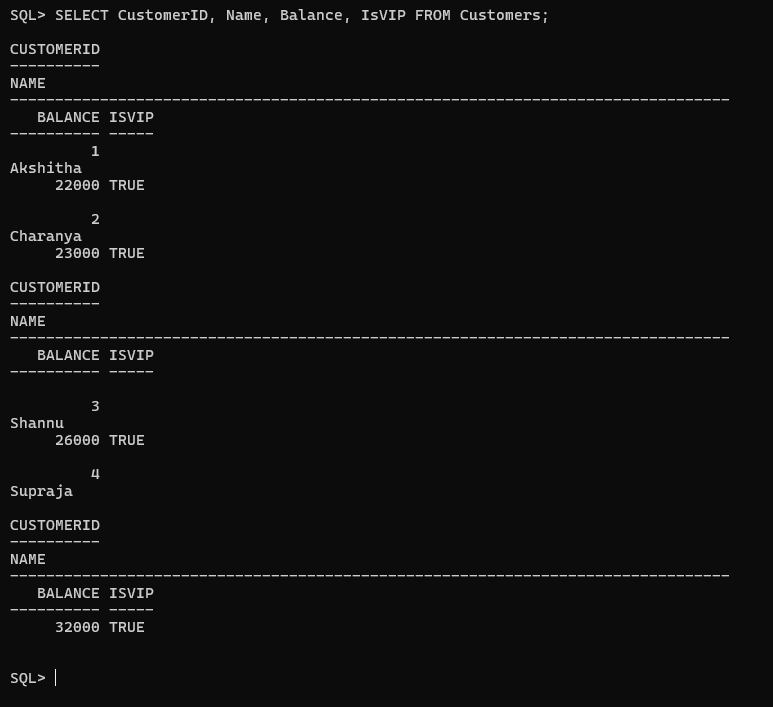 SQL> SELECT CustomerID, Name, Balance, IsVIP FROM Customers;
CUSTOMERID
----------
NAME
--------------------------------------------------------------------------------
   BALANCE ISVIP
---------- -----
         1
Akshitha
     22000 TRUE
         2
Charanya
     23000 TRUE
CUSTOMERID
----------
NAME
--------------------------------------------------------------------------------
   BALANCE ISVIP
---------- -----
         3
Shannu
     26000 TRUE
         4
Supraja
CUSTOMERID
----------
NAME
--------------------------------------------------------------------------------
   BALANCE ISVIP
---------- -----
     32000 TRUE
SQL>